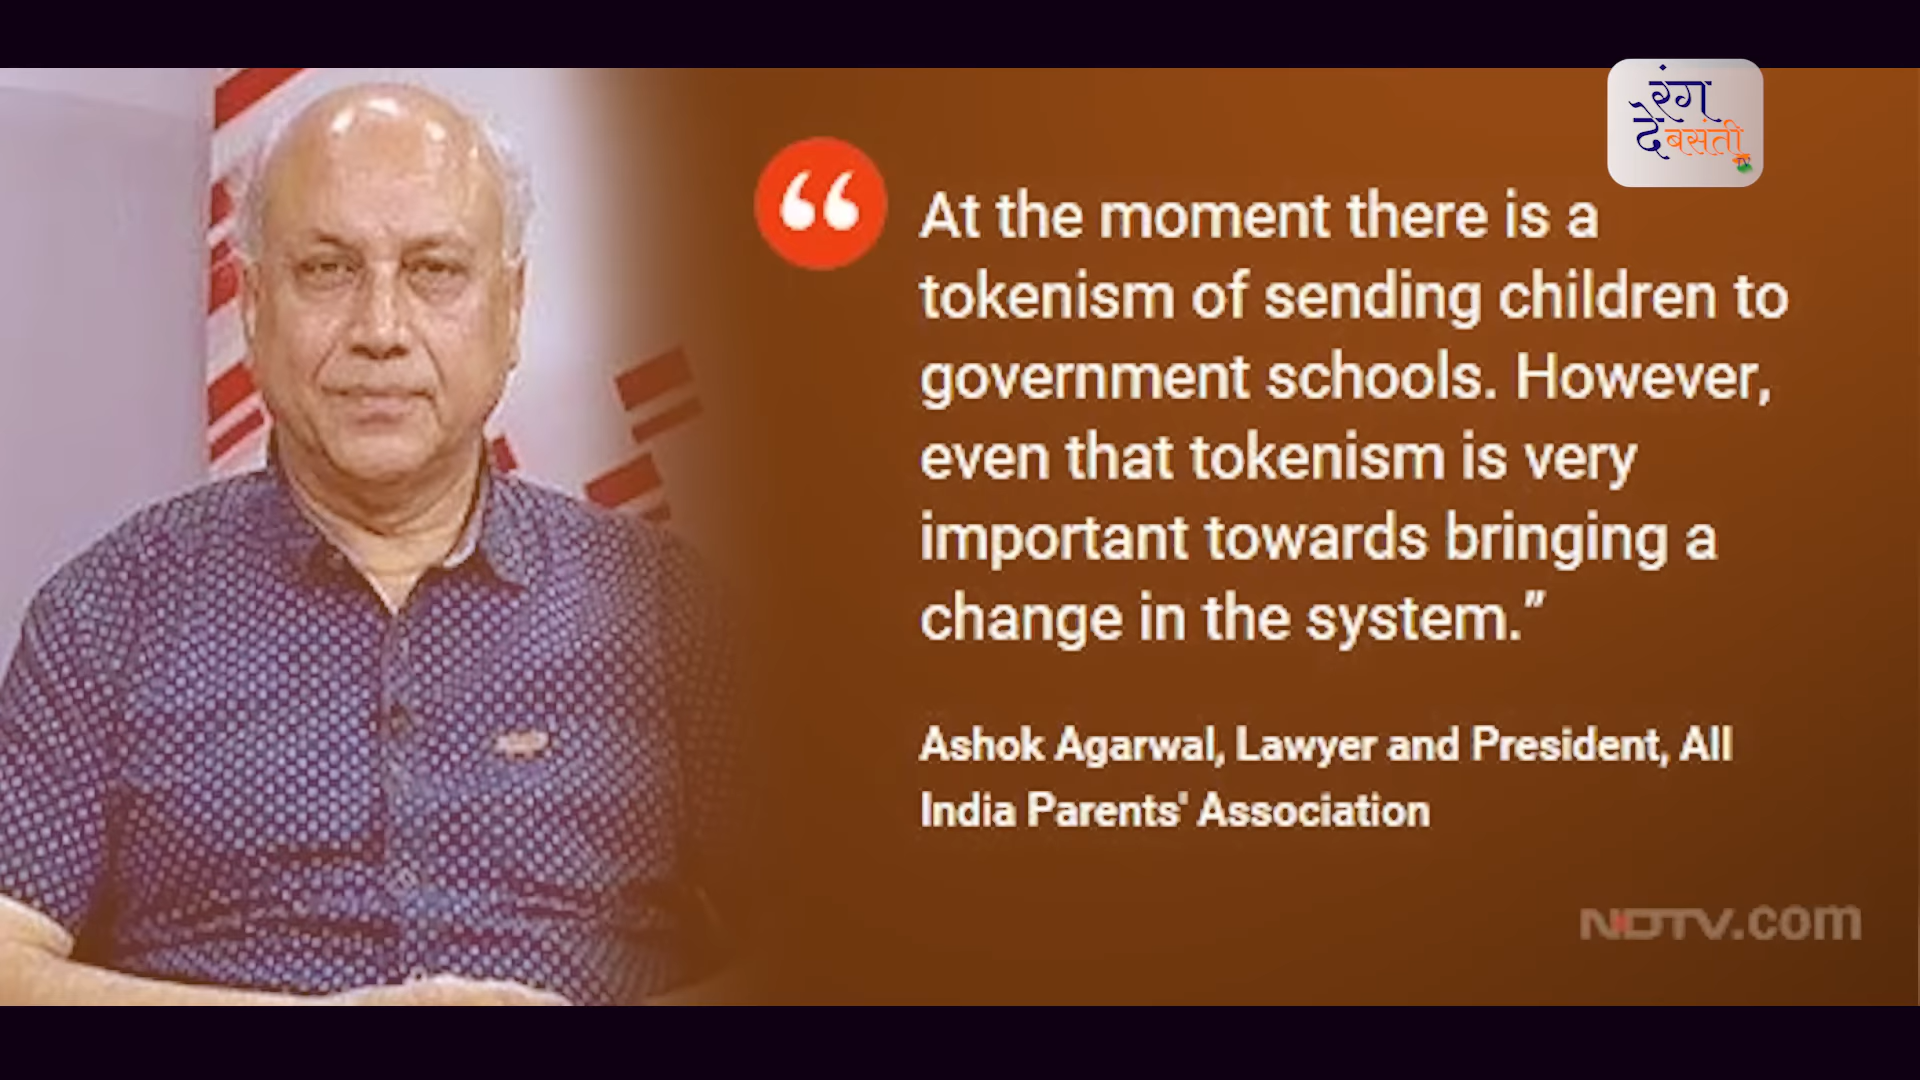 रंग
दे बसंती
“At the moment there is a
tokenism of sending children to
government schools. However,
even that tokenism is very
important towards bringing a
change in the system.”
Ashok Agarwal, Lawyer and President, All
India Parents' Association
NDTV.com